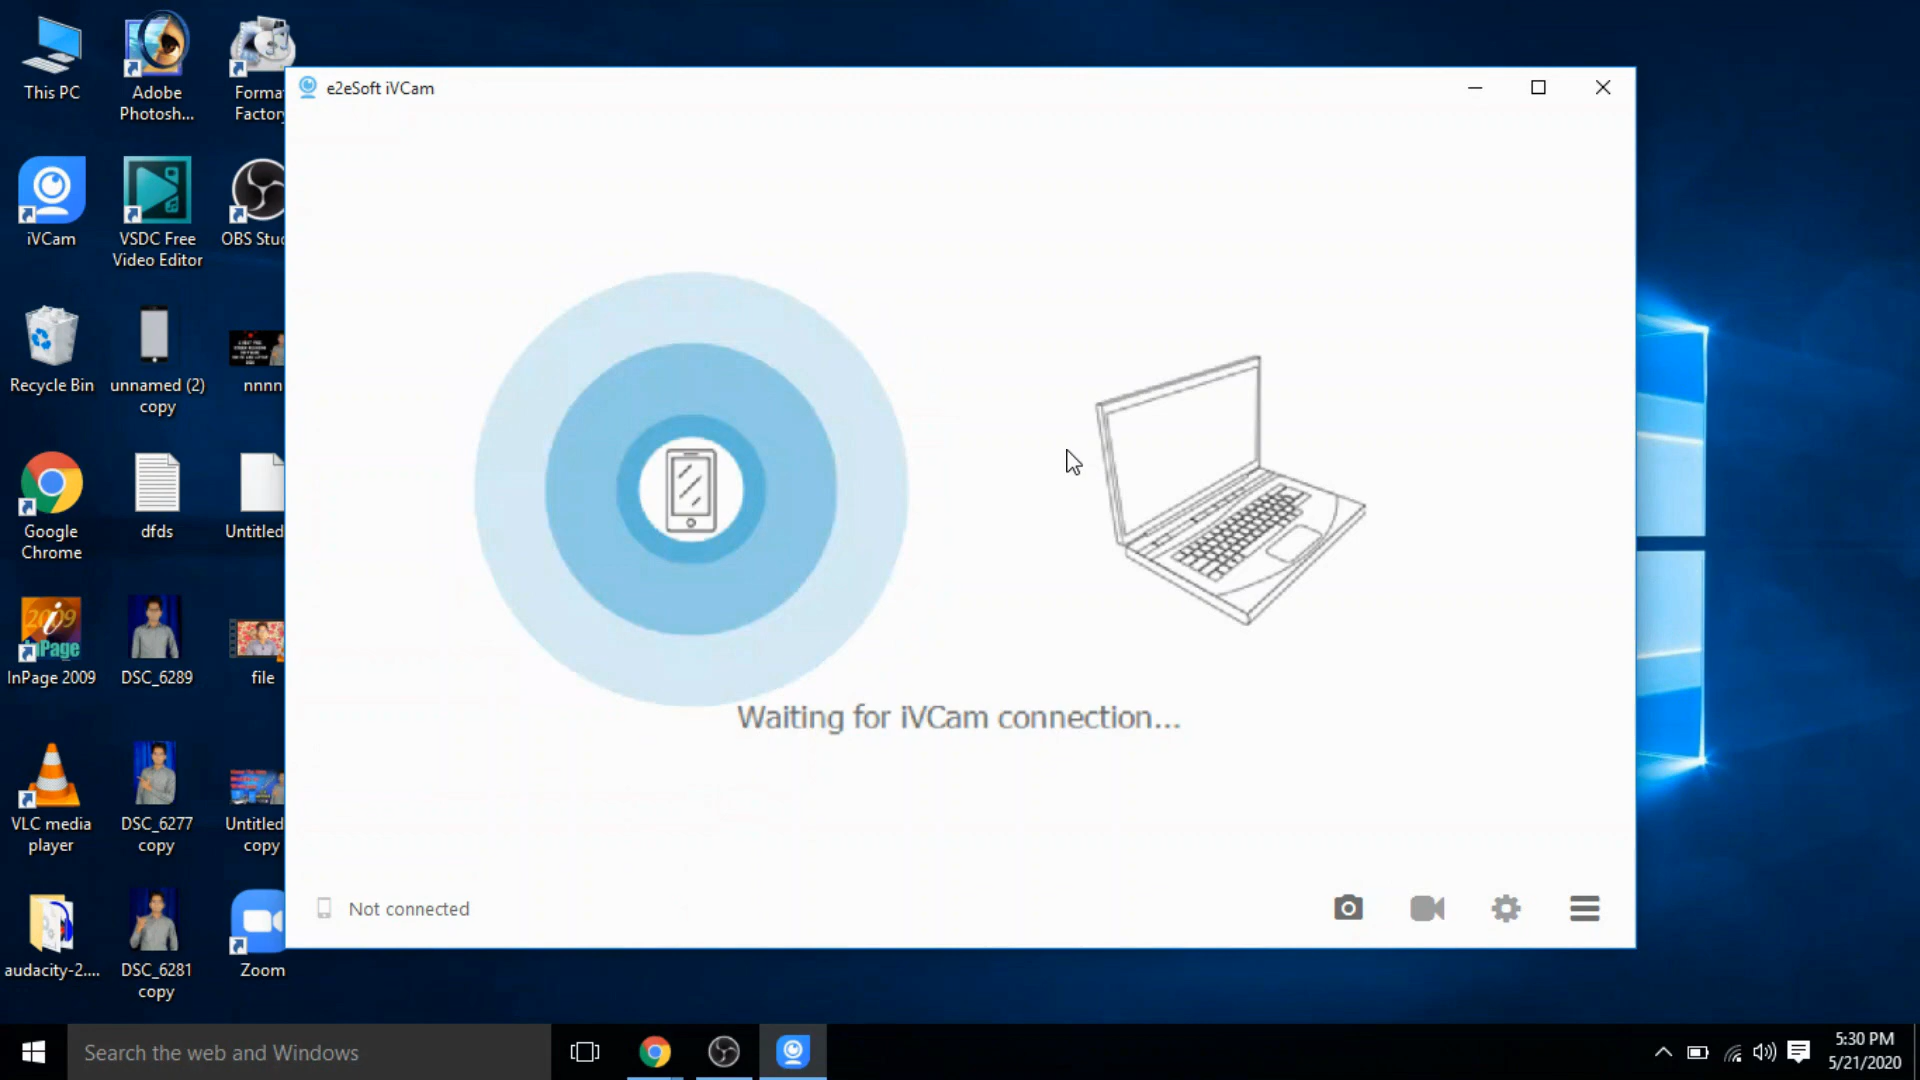 This PC
Adobe
Photosh...
Forma
Factory
iVCam
VSDC Free
Video Editor
OBS Stu
Recycle Bin
unnamed (2)
copy
nnnn
Google
Chrome
dfds
Untitled
InPage 2009
DSC_6289
file
VLC media
player
DSC_6277
copy
Untitled
copy
audacity-2....
DSC_6281
copy
Zoom
e2eSoft iVCam
Waiting for iVCam connection...
Not connected
Search the web and Windows
5:30 PM
5/21/2020